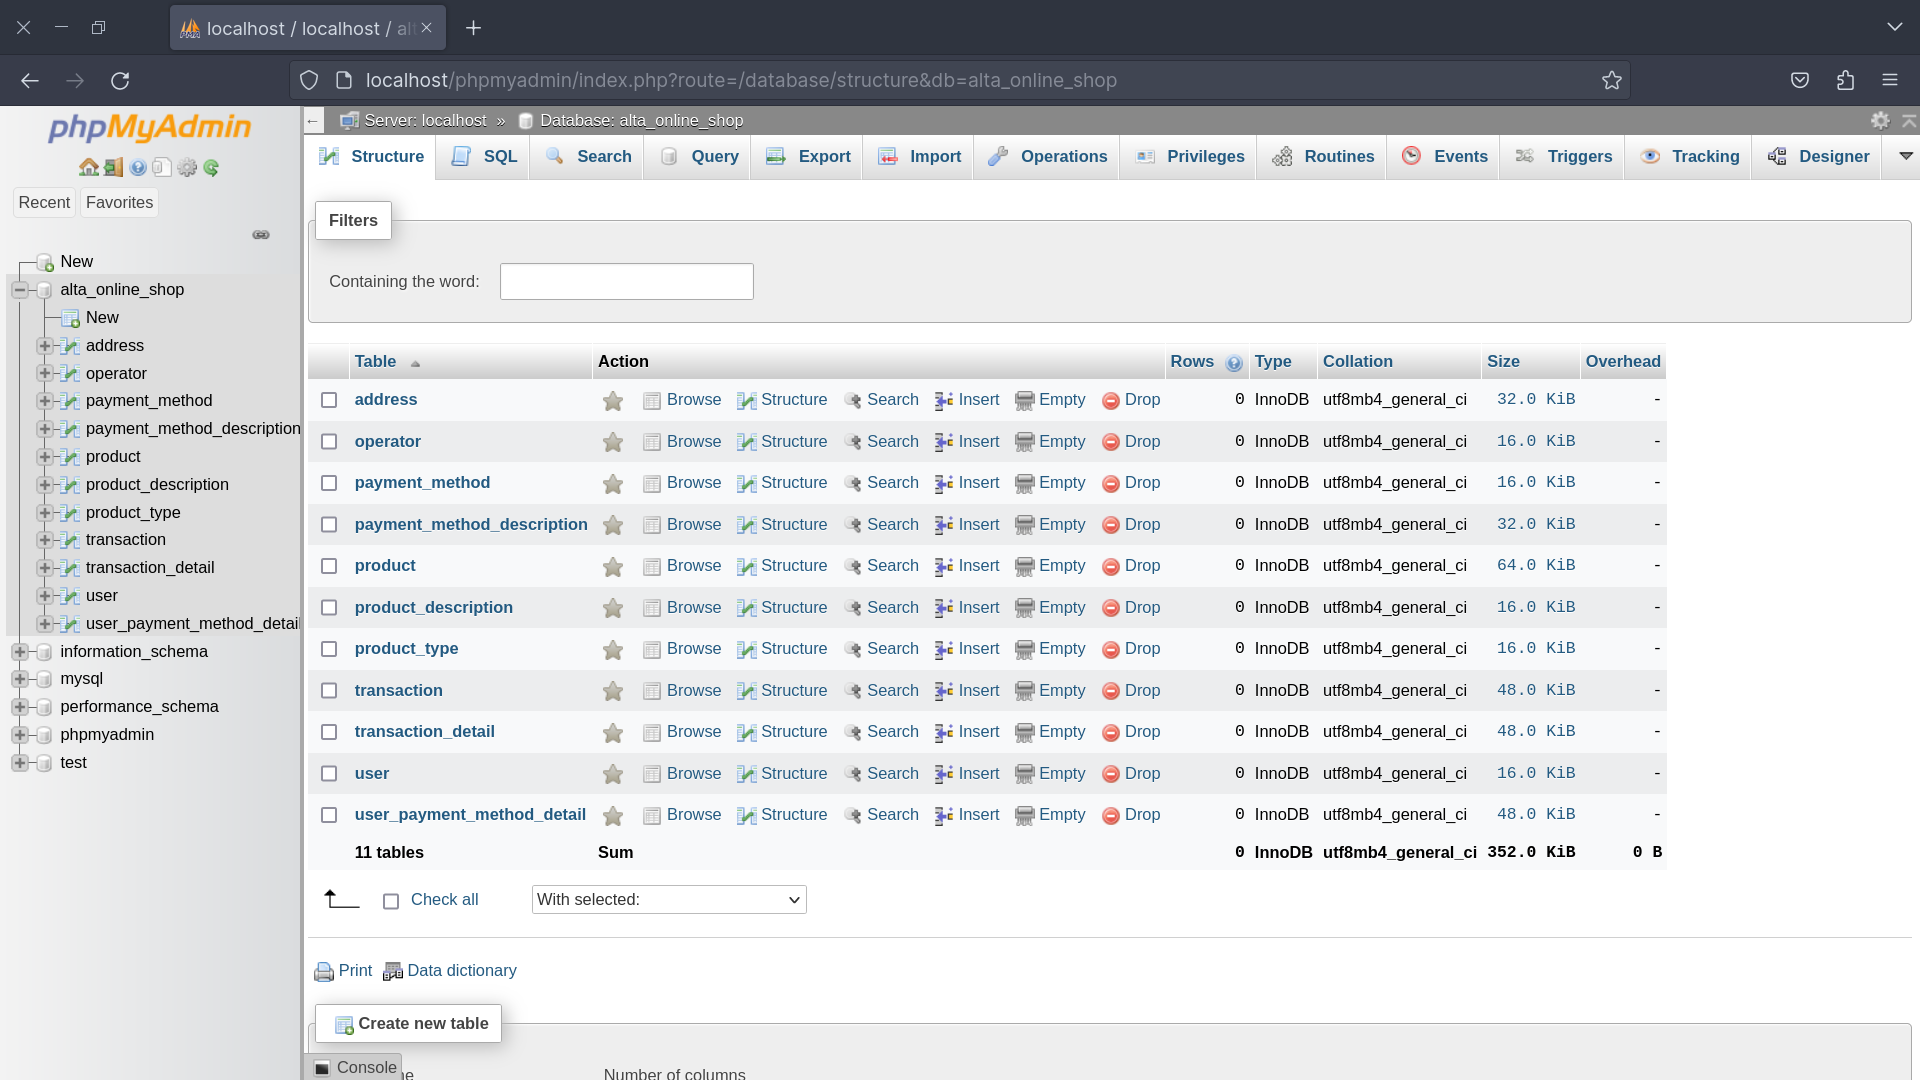 localhost / localhost / alt
localhost/phpmyadmin/index.php?route=/database/structure&db=alta_online_shop
phpMyAdmin
Recent Favorites
New
alta_online_shop
New
address
operator
payment_method
payment_method_description
product
product_description
product_type
transaction
transaction_detail
user
user_payment_method_detail
information_schema
mysql
performance_schema
phpmyadmin
test
Server: localhost » Database: alta_online_shop
Structure SQL Search Query Export Import Operations Privileges Routines Events Triggers Tracking Designer
Filters
Containing the word:
Table Action Rows Type Collation Size Overhead
address Browse Structure Search Insert Empty Drop 0 InnoDB utf8mb4_general_ci 32.0 KiB -
operator Browse Structure Search Insert Empty Drop 0 InnoDB utf8mb4_general_ci 16.0 KiB -
payment_method Browse Structure Search Insert Empty Drop 0 InnoDB utf8mb4_general_ci 16.0 KiB -
payment_method_description Browse Structure Search Insert Empty Drop 0 InnoDB utf8mb4_general_ci 32.0 KiB -
product Browse Structure Search Insert Empty Drop 0 InnoDB utf8mb4_general_ci 64.0 KiB -
product_description Browse Structure Search Insert Empty Drop 0 InnoDB utf8mb4_general_ci 16.0 KiB -
product_type Browse Structure Search Insert Empty Drop 0 InnoDB utf8mb4_general_ci 16.0 KiB -
transaction Browse Structure Search Insert Empty Drop 0 InnoDB utf8mb4_general_ci 48.0 KiB -
transaction_detail Browse Structure Search Insert Empty Drop 0 InnoDB utf8mb4_general_ci 48.0 KiB -
user Browse Structure Search Insert Empty Drop 0 InnoDB utf8mb4_general_ci 16.0 KiB -
user_payment_method_detail Browse Structure Search Insert Empty Drop 0 InnoDB utf8mb4_general_ci 48.0 KiB -
11 tables Sum 0 InnoDB utf8mb4_general_ci 352.0 KiB 0 B
Check all With selected:
Print Data dictionary
Create new table
Console
Number of columns